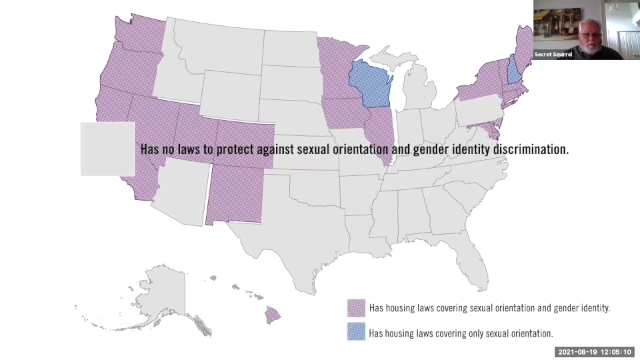 Secret Squirrel
Has no laws to protect against sexual orientation and gender identity discrimination.
Has housing laws covering sexual orientation and gender identity.
Has housing laws covering only sexual orientation.
2021-08-19 12:05:10